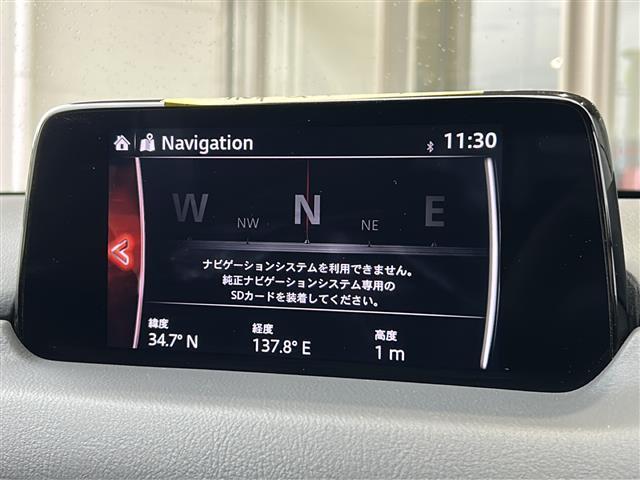 Navigation
11:30
W NW N NE E
ナビゲーションシステムを利用できません。
純正ナビゲーションシステム専用の
SDカードを装着してください。
緯度 経度 高度
34.7° N 137.8° E 1 m